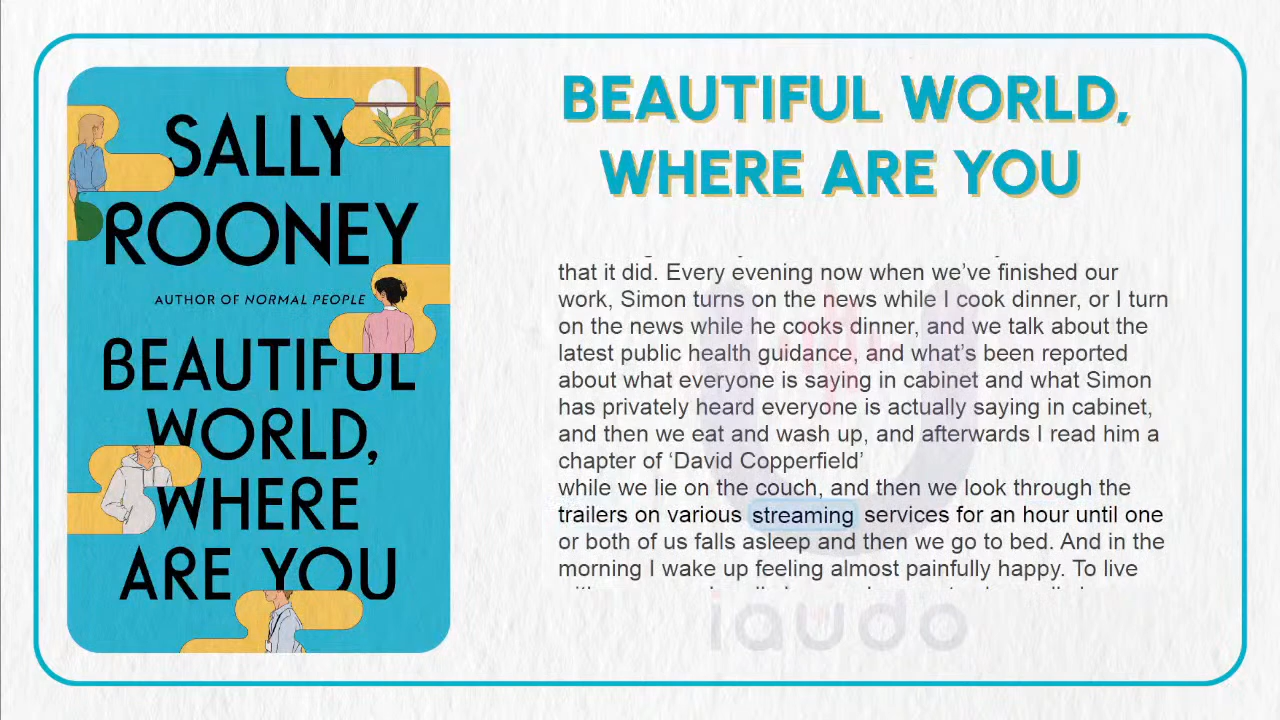 SALLY
ROONEY
AUTHOR OF NORMAL PEOPLE
BEAUTIFUL
WORLD,
WHERE
ARE YOU
BEAUTIFUL WORLD,
WHERE ARE YOU
that it did. Every evening now when we’ve finished our
work, Simon turns on the news while I cook dinner, or I turn
on the news while he cooks dinner, and we talk about the
latest public health guidance, and what’s been reported
about what everyone is saying in cabinet and what Simon
has privately heard everyone is actually saying in cabinet,
and then we eat and wash up, and afterwards I read him a
chapter of ‘David Copperfield’
while we lie on the couch, and then we look through the
trailers on various streaming services for an hour until one
or both of us falls asleep and then we go to bed. And in the
morning I wake up feeling almost painfully happy. To live
iaudo